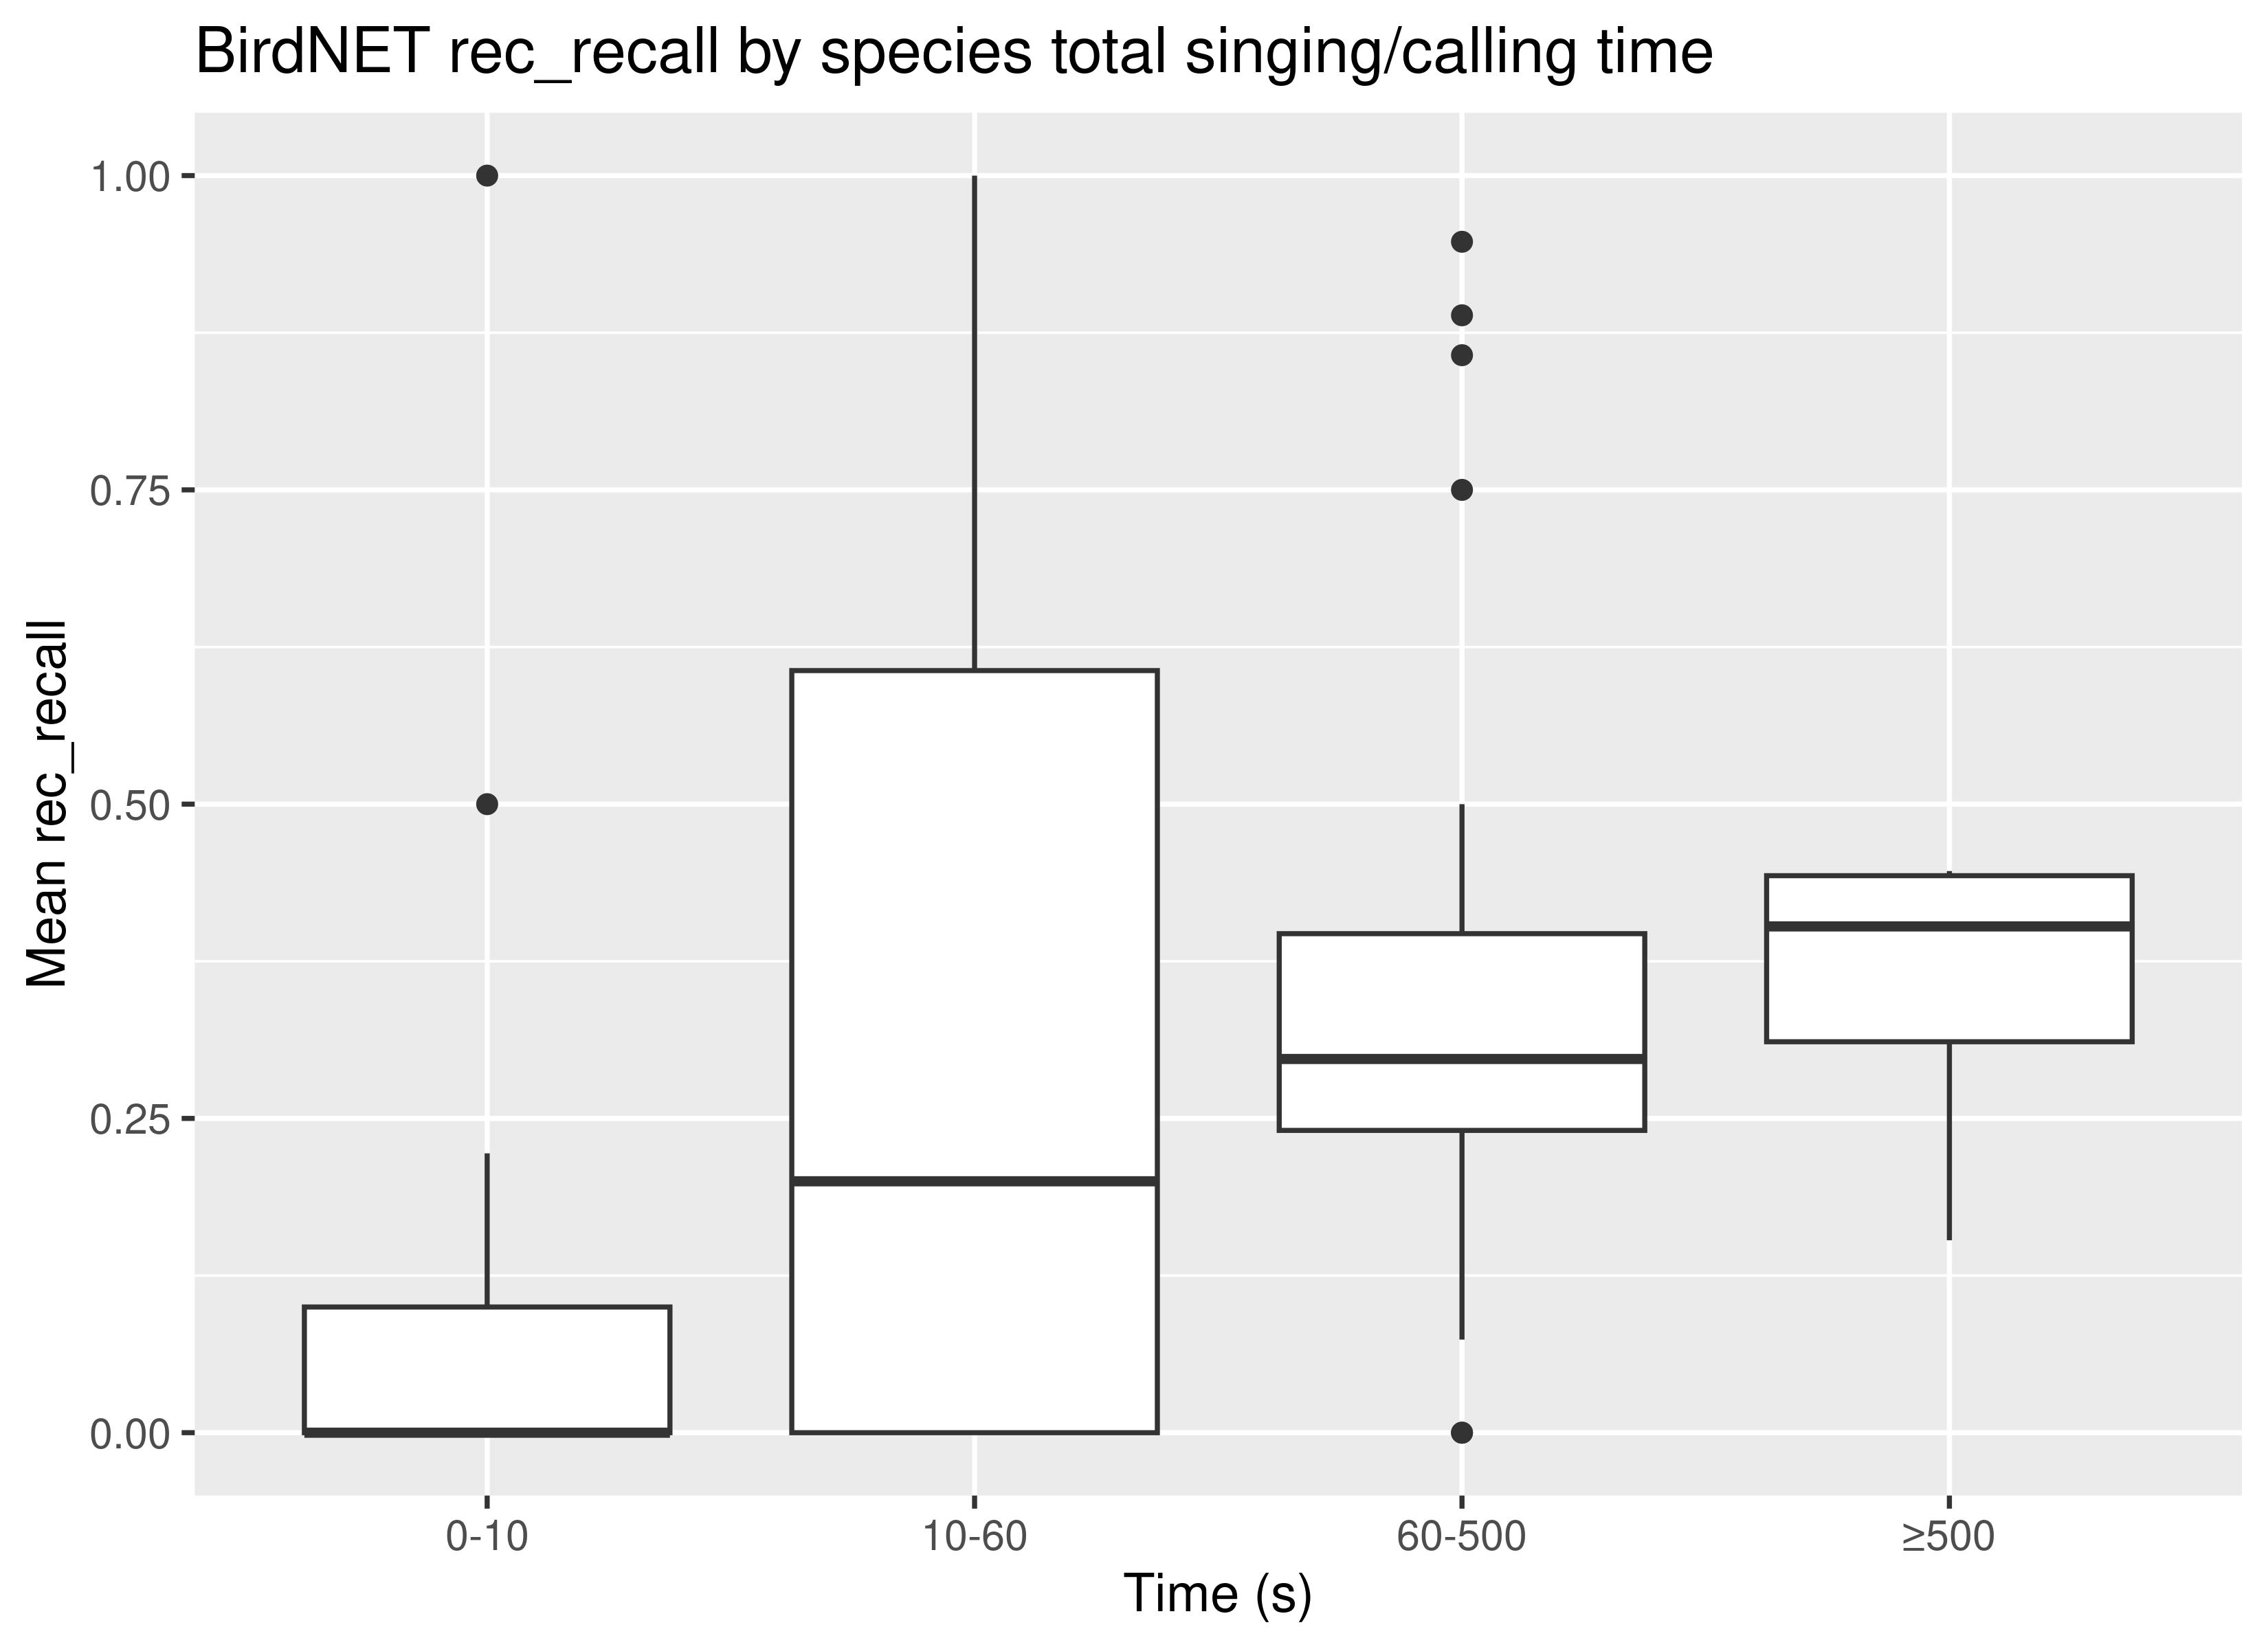 BirdNET rec_recall by species total singing/calling time
Mean rec_recall
1.00
0.75
0.50
0.25
0.00
0-10 10-60 60-500 ≥500
Time (s)